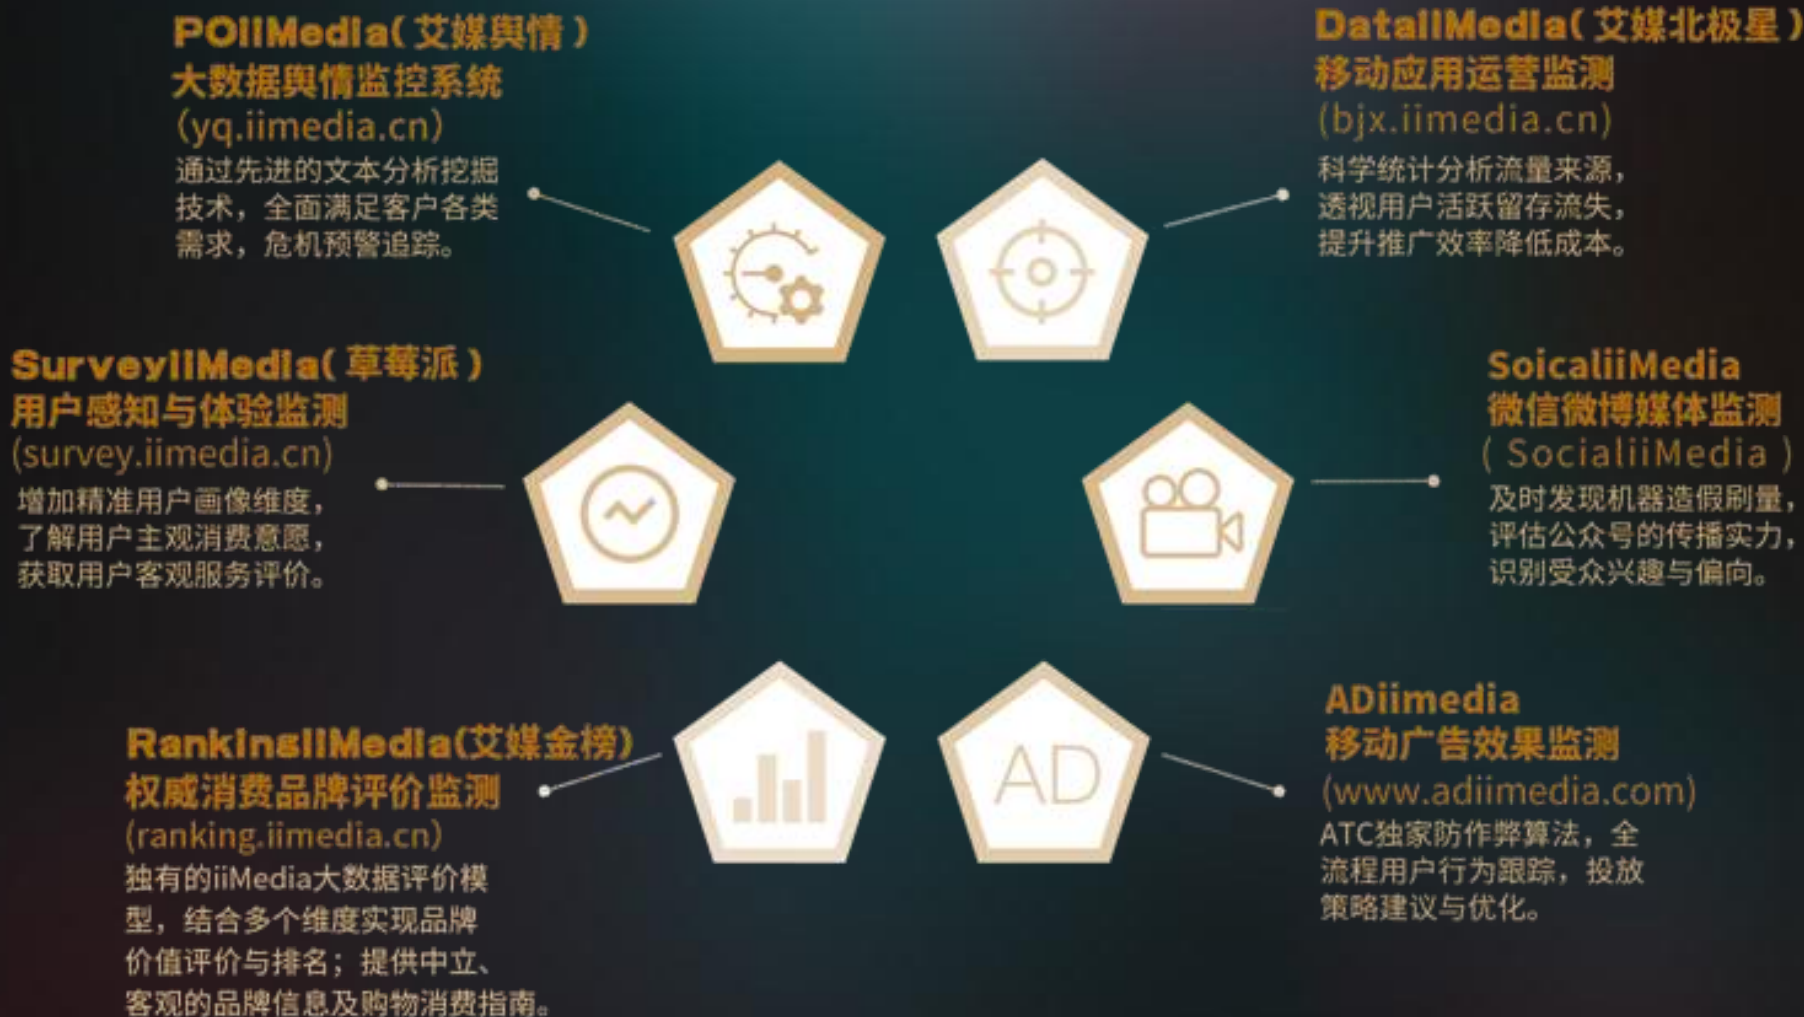 POiiMedia(艾媒舆情)
大数据舆情监控系统
(yq.iimedia.cn)
通过先进的文本分析挖掘
技术，全面满足客户各类
需求，危机预警追踪。
DataiiMedia(艾媒北极星)
移动应用运营监测
(bjx.iimedia.cn)
科学统计分析流量来源，
透视用户活跃留存流失，
提升推广效率降低成本。
SurveyiiMedia(草莓派)
用户感知与体验监测
(survey.iimedia.cn)
增加精准用户画像维度，
了解用户主观消费意愿，
获取用户客观服务评价。
SoicaliiMedia
微信微博媒体监测
( SocialiiMedia )
及时发现机器造假刷量，
评估公众号的传播实力，
识别受众兴趣与偏向。
RankingiiMedia(艾媒金榜)
权威消费品牌评价监测
(ranking.iimedia.cn)
独有的iiMedia大数据评价模
型，结合多个维度实现品牌
价值评价与排名；提供中立、
客观的品牌信息及购物消费指南。
AD
ADiimedia
移动广告效果监测
(www.adiimedia.com)
ATC独家防作弊算法，全
流程用户行为跟踪，投放
策略建议与优化。